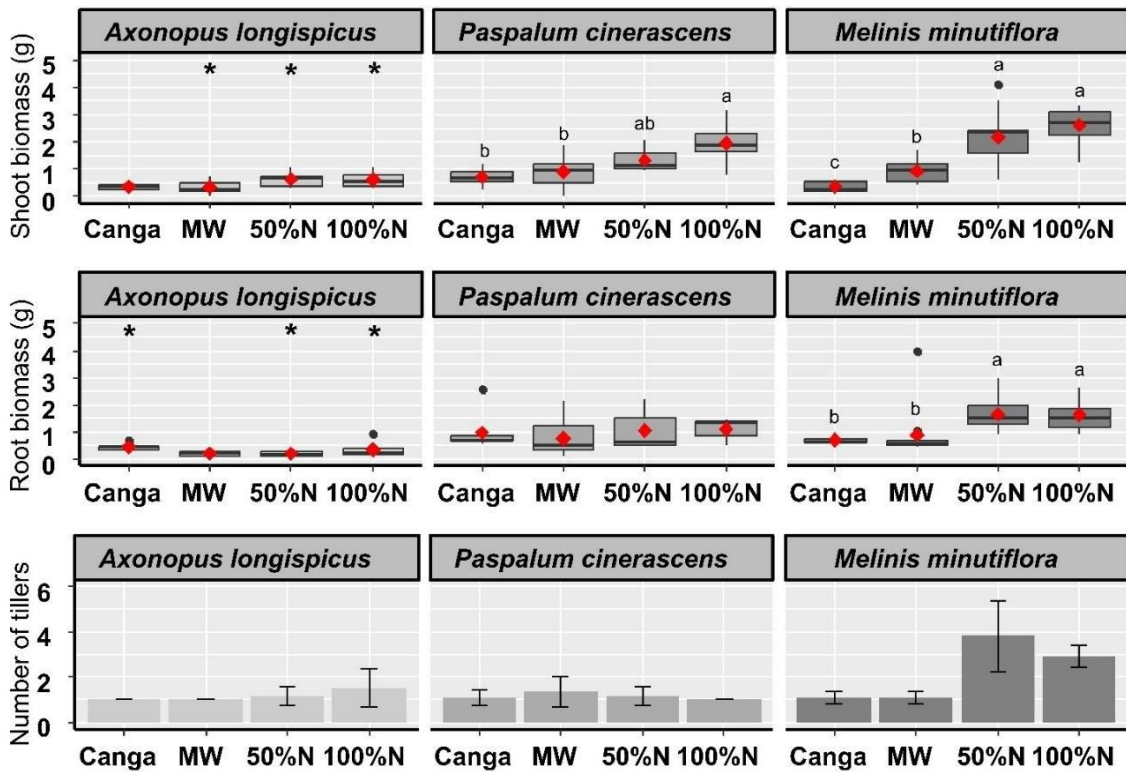 Axonopus longispicus Paspalum cinerascens Melinis minutiflora
Shoot biomass (g)
5
4
3
2
1
0
* * *
b b ab a
c b a a
Canga MW 50%N 100%N Canga MW 50%N 100%N Canga MW 50%N 100%N
Axonopus longispicus Paspalum cinerascens Melinis minutiflora
Root biomass (g)
5
4
3
2
1
0
* * *
b b a a
Canga MW 50%N 100%N Canga MW 50%N 100%N Canga MW 50%N 100%N
Axonopus longispicus Paspalum cinerascens Melinis minutiflora
Number of tillers
6
4
2
0
Canga MW 50%N 100%N Canga MW 50%N 100%N Canga MW 50%N 100%N